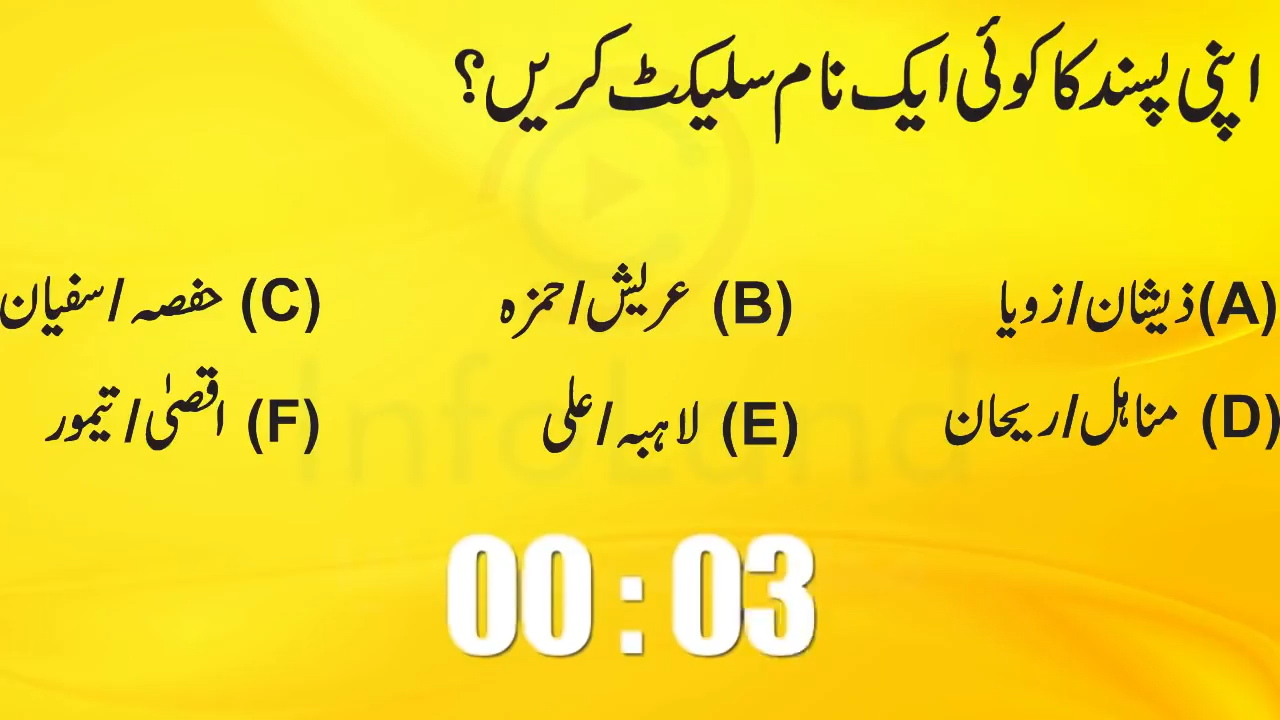 اپنی پسند کا کوئی ایک نام سلیکٹ کریں؟
(A) ذیشان/زویا (B) عریش/حمزہ (C) حفصہ/سفیان
(D) مناہل/ریحان (E) لاہبہ/علی (F) اقصیٰ/تیمور
InfoLund
00:03